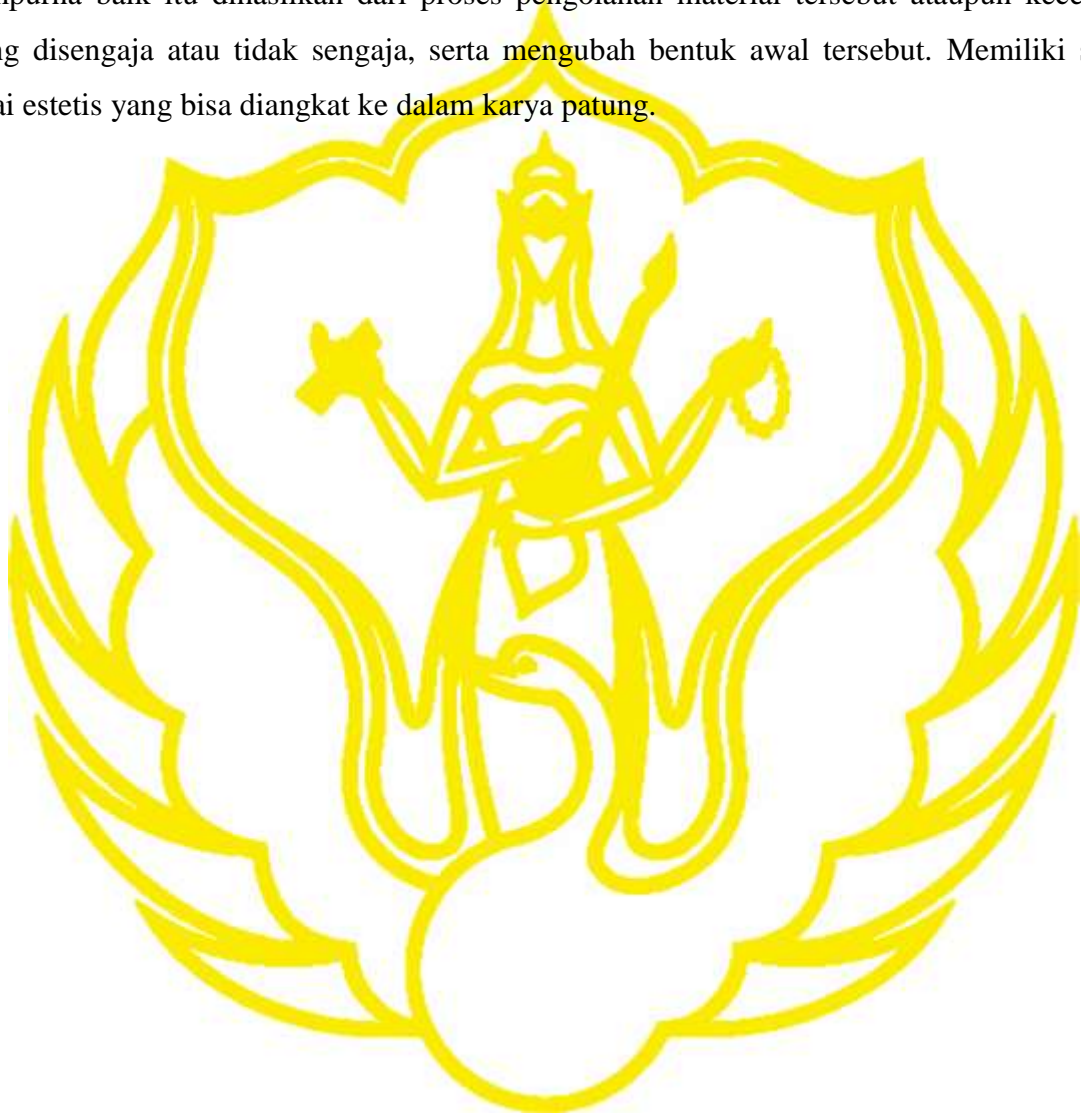 baik itu dihasilkan dari proses pengolahan material tersebut ataupun
disengaja atau tidak sengaja, serta mengubah bentuk awal tersebut. Memiliki
estetis yang bisa diangkat ke dalam karya patung.